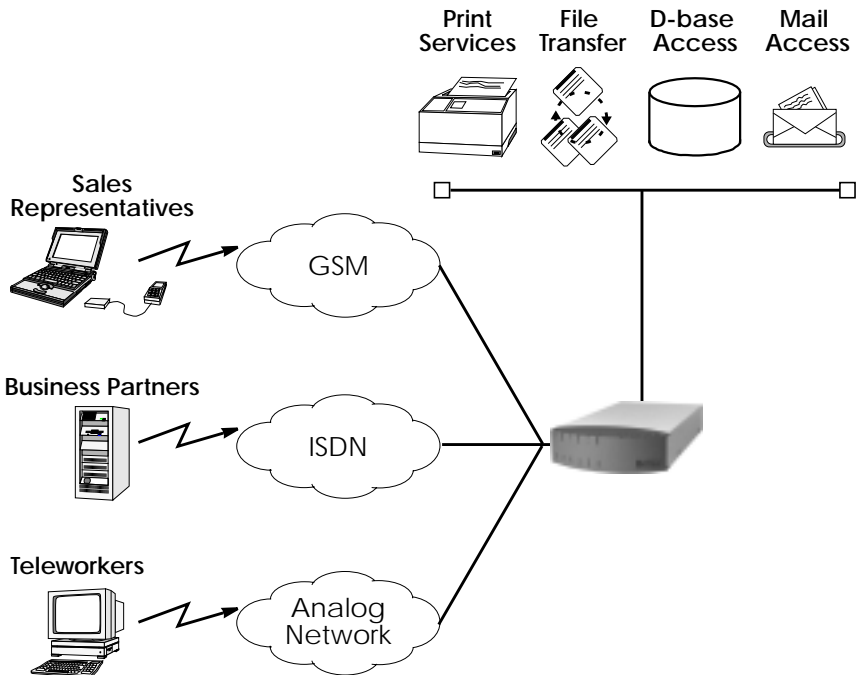 Print
Services
File
Transfer
D-base
Access
Mail
Access
Sales
Representatives
GSM
Business Partners
ISDN
Teleworkers
Analog
Network